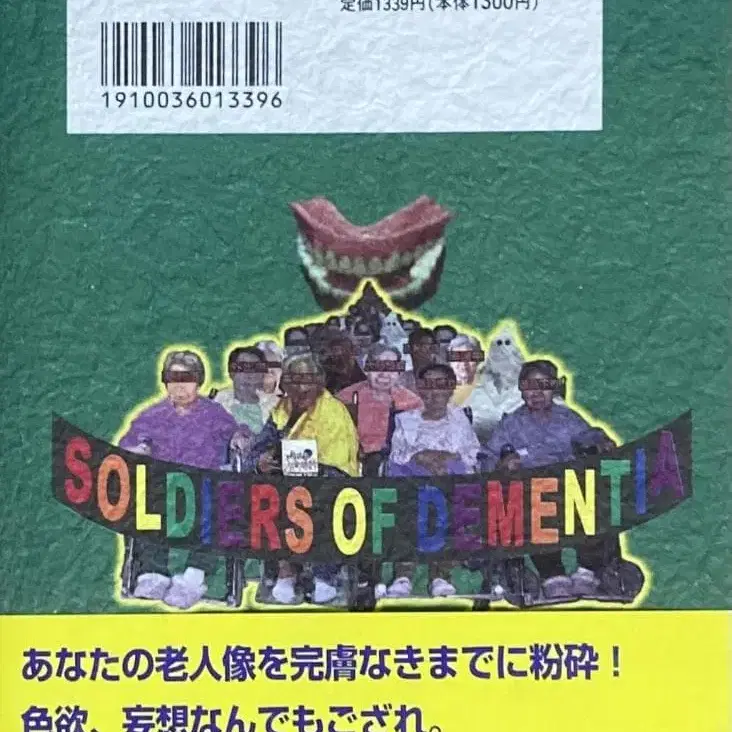 定価1339円(本体1300円)
1910036013396
SOLDIERS OF DEMENTIA
あなたの老人像を完膚なきまでに粉砕！
色欲、妄想なんでもござれ。